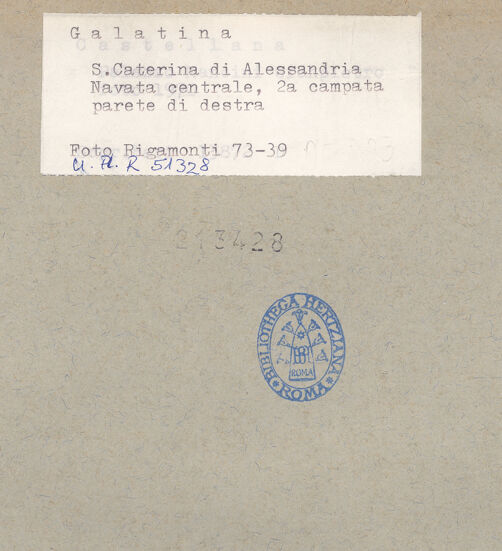 Galatina
S.Caterina di Alessandria
Navata centrale, 2a campata
parete di destra
Foto Rigamonti 73-39
U. Pl. R 51328
213428
BIBLIOTHECA HERTZIANA
BB
ROMA
* ROMA *